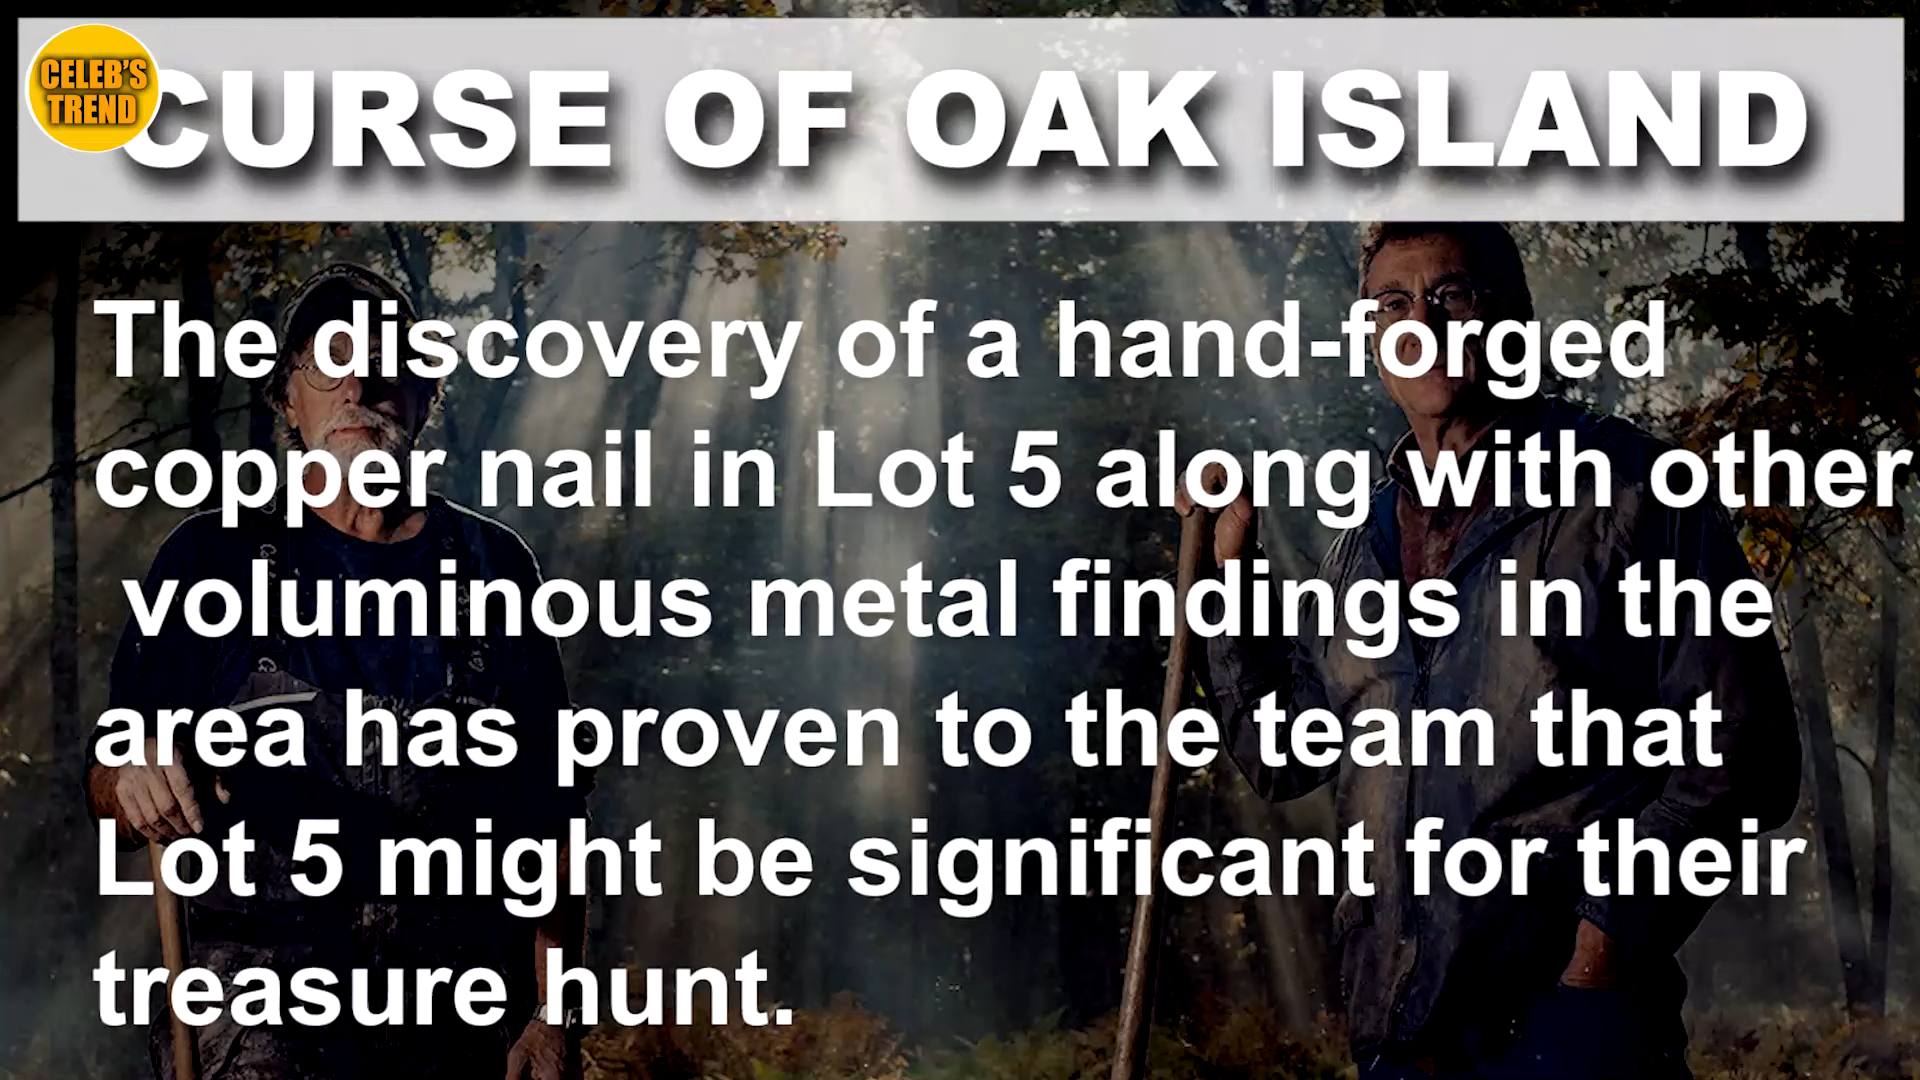 CELEB'S
TREND
CURSE OF OAK ISLAND
The discovery of a hand-forged
copper nail in Lot 5 along with other
voluminous metal findings in the
area has proven to the team that
Lot 5 might be significant for their
treasure hunt.